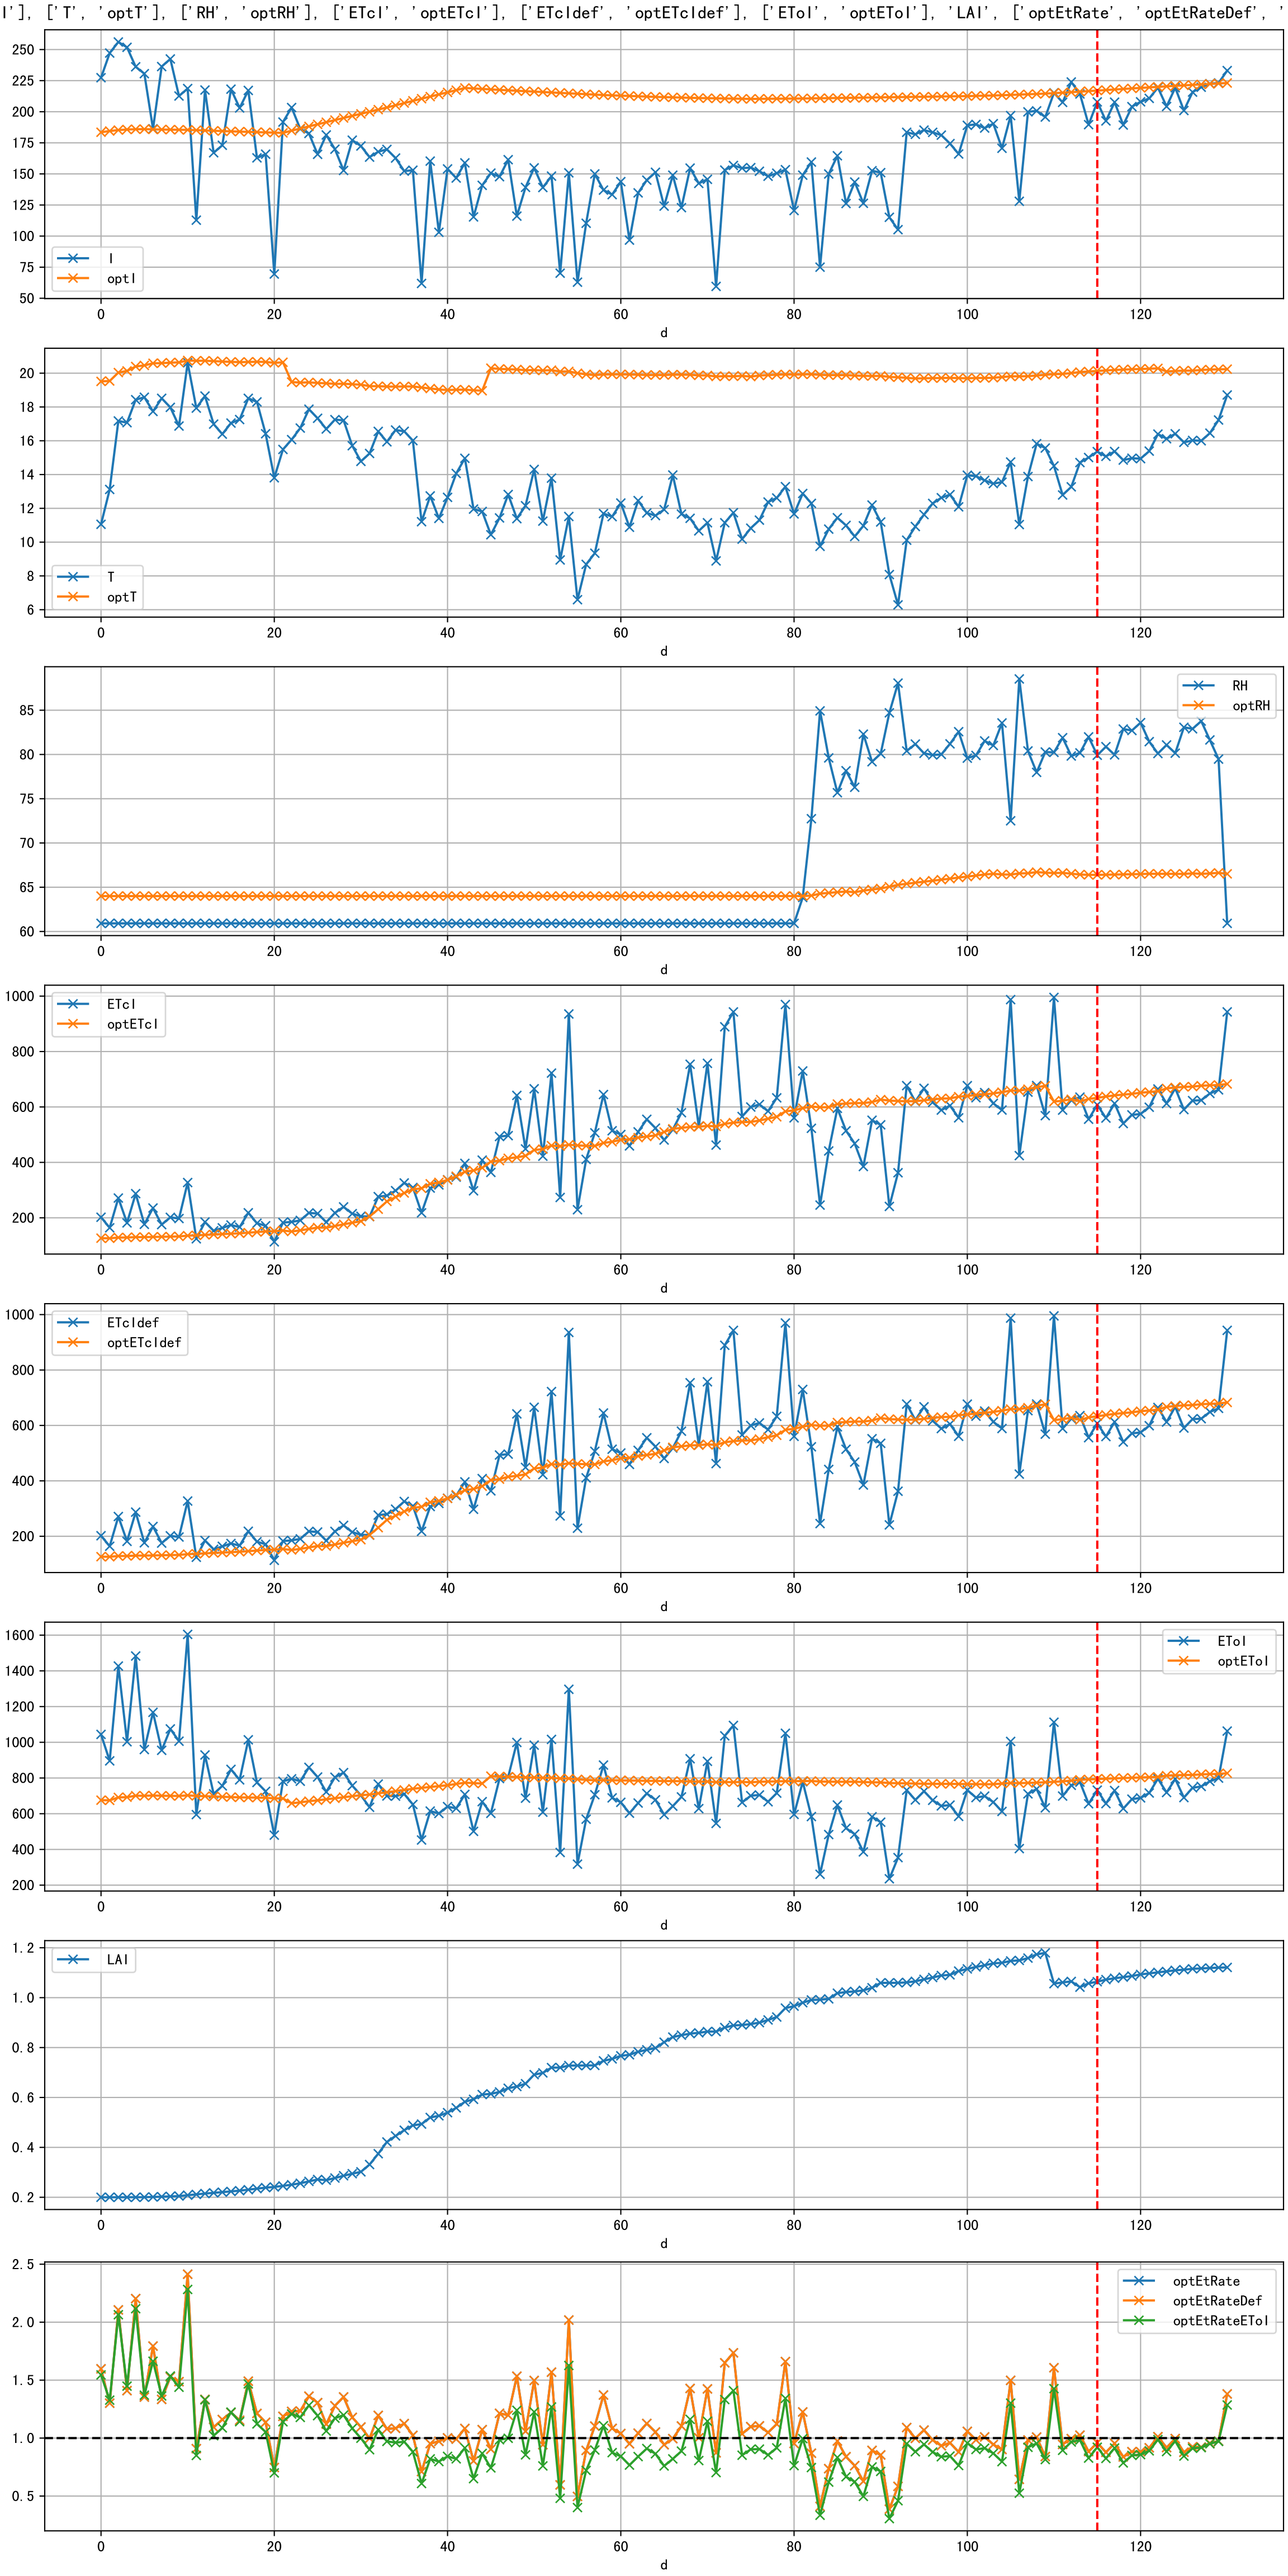 I'], ['T', 'optT'], ['RH', 'optRH'], ['ETcI', 'optETcI'], ['ETcIdef', 'optETcIdef'], ['EToI', 'optEToI'], 'LAI', ['optEtRate', 'optEtRateDef', '
250
225
200
175
150
125
100
75
50
I
optI
0 20 40 60 80 100 120
d
20
18
16
14
12
10
8
6
T
optT
0 20 40 60 80 100 120
d
85
80
75
70
65
60
RH
optRH
0 20 40 60 80 100 120
d
1000
800
600
400
200
ETcI
optETcI
0 20 40 60 80 100 120
d
1000
800
600
400
200
ETcIdef
optETcIdef
0 20 40 60 80 100 120
d
1600
1400
1200
1000
800
600
400
200
EToI
optEToI
0 20 40 60 80 100 120
d
1.2
1.0
0.8
0.6
0.4
0.2
LAI
0 20 40 60 80 100 120
d
2.5
2.0
1.5
1.0
0.5
optEtRate
optEtRateDef
optEtRateEToI
0 20 40 60 80 100 120
d